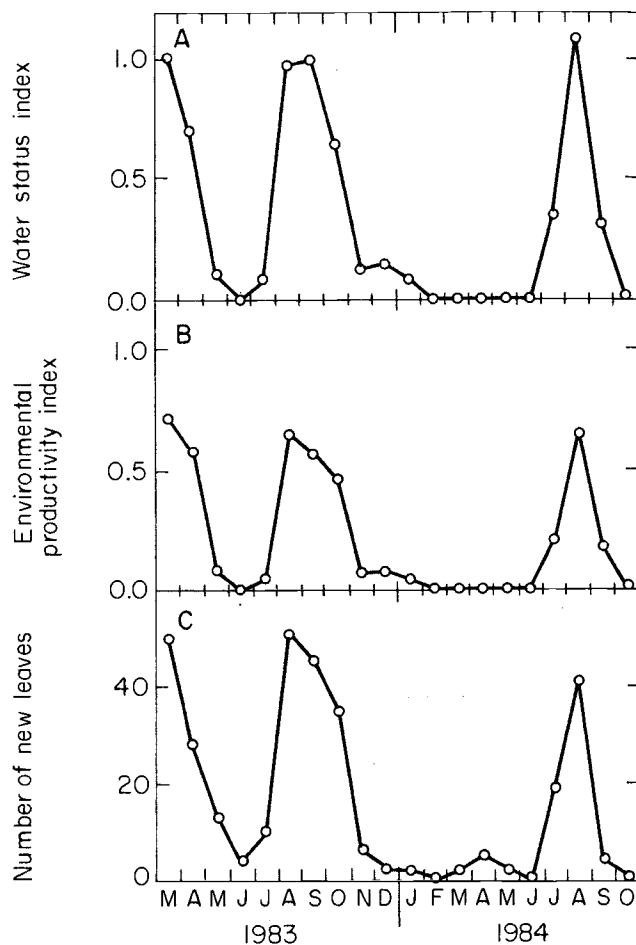 A
Water status index
1.0
0.5
0.0
B
Environmental
productivity index
1.0
0.5
0.0
C
Number of new leaves
40
20
0
M A M J J A S O N D J F M A M J J A S O
1983 1984